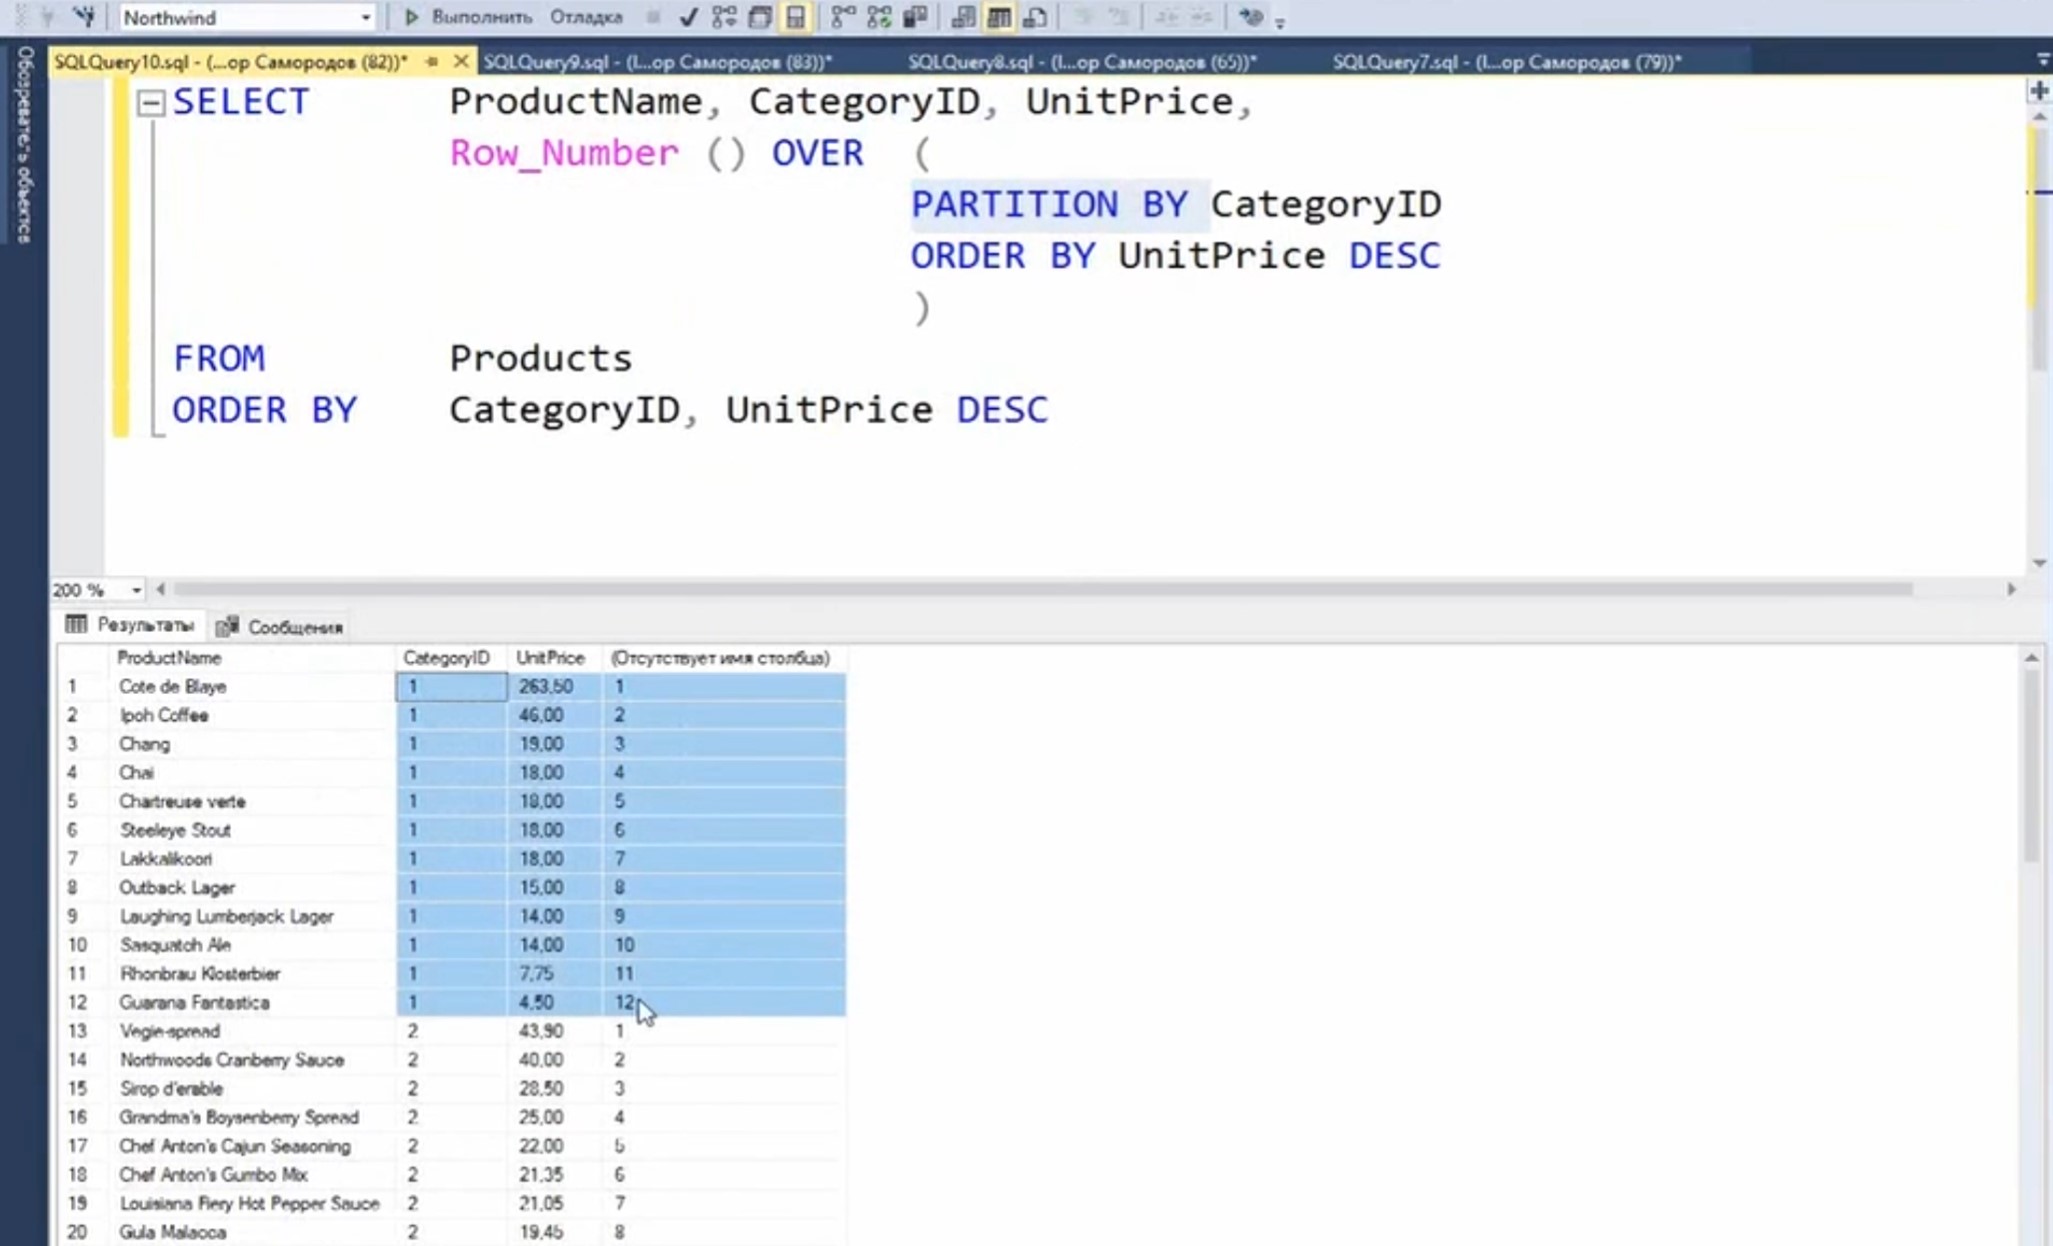 Northwind Выполнить Отладка
Обозреватель объектов
SQLQuery10.sql - (...ор Самородов (82))* SQLQuery9.sql - (l...ор Самородов (83))* SQLQuery8.sql - (l...ор Самородов (65))* SQLQuery7.sql - (l...ор Самородов (79))*
SELECT ProductName, CategoryID, UnitPrice,
Row_Number () OVER (
PARTITION BY CategoryID
ORDER BY UnitPrice DESC
)
FROM Products
ORDER BY CategoryID, UnitPrice DESC
200 %
Результаты Сообщения
ProductName CategoryID UnitPrice (Отсутствует имя столбца)
1 Cote de Blaye 1 263,50 1
2 Ipoh Coffee 1 46,00 2
3 Chang 1 19,00 3
4 Chai 1 18,00 4
5 Chartreuse verte 1 18,00 5
6 Steeleye Stout 1 18,00 6
7 Lakkalikoori 1 18,00 7
8 Outback Lager 1 15,00 8
9 Laughing Lumberjack Lager 1 14,00 9
10 Sasquatch Ale 1 14,00 10
11 Rhonbrau Klosterbier 1 7,75 11
12 Guarana Fantastica 1 4,50 12
13 Vegie-spread 2 43,90 1
14 Northwoods Cranberry Sauce 2 40,00 2
15 Sirop d'erable 2 28,50 3
16 Grandma's Boysenberry Spread 2 25,00 4
17 Chef Anton's Cajun Seasoning 2 22,00 5
18 Chef Anton's Gumbo Mix 2 21,35 6
19 Louisiana Fiery Hot Pepper Sauce 2 21,05 7
20 Gula Malacca 2 19,45 8